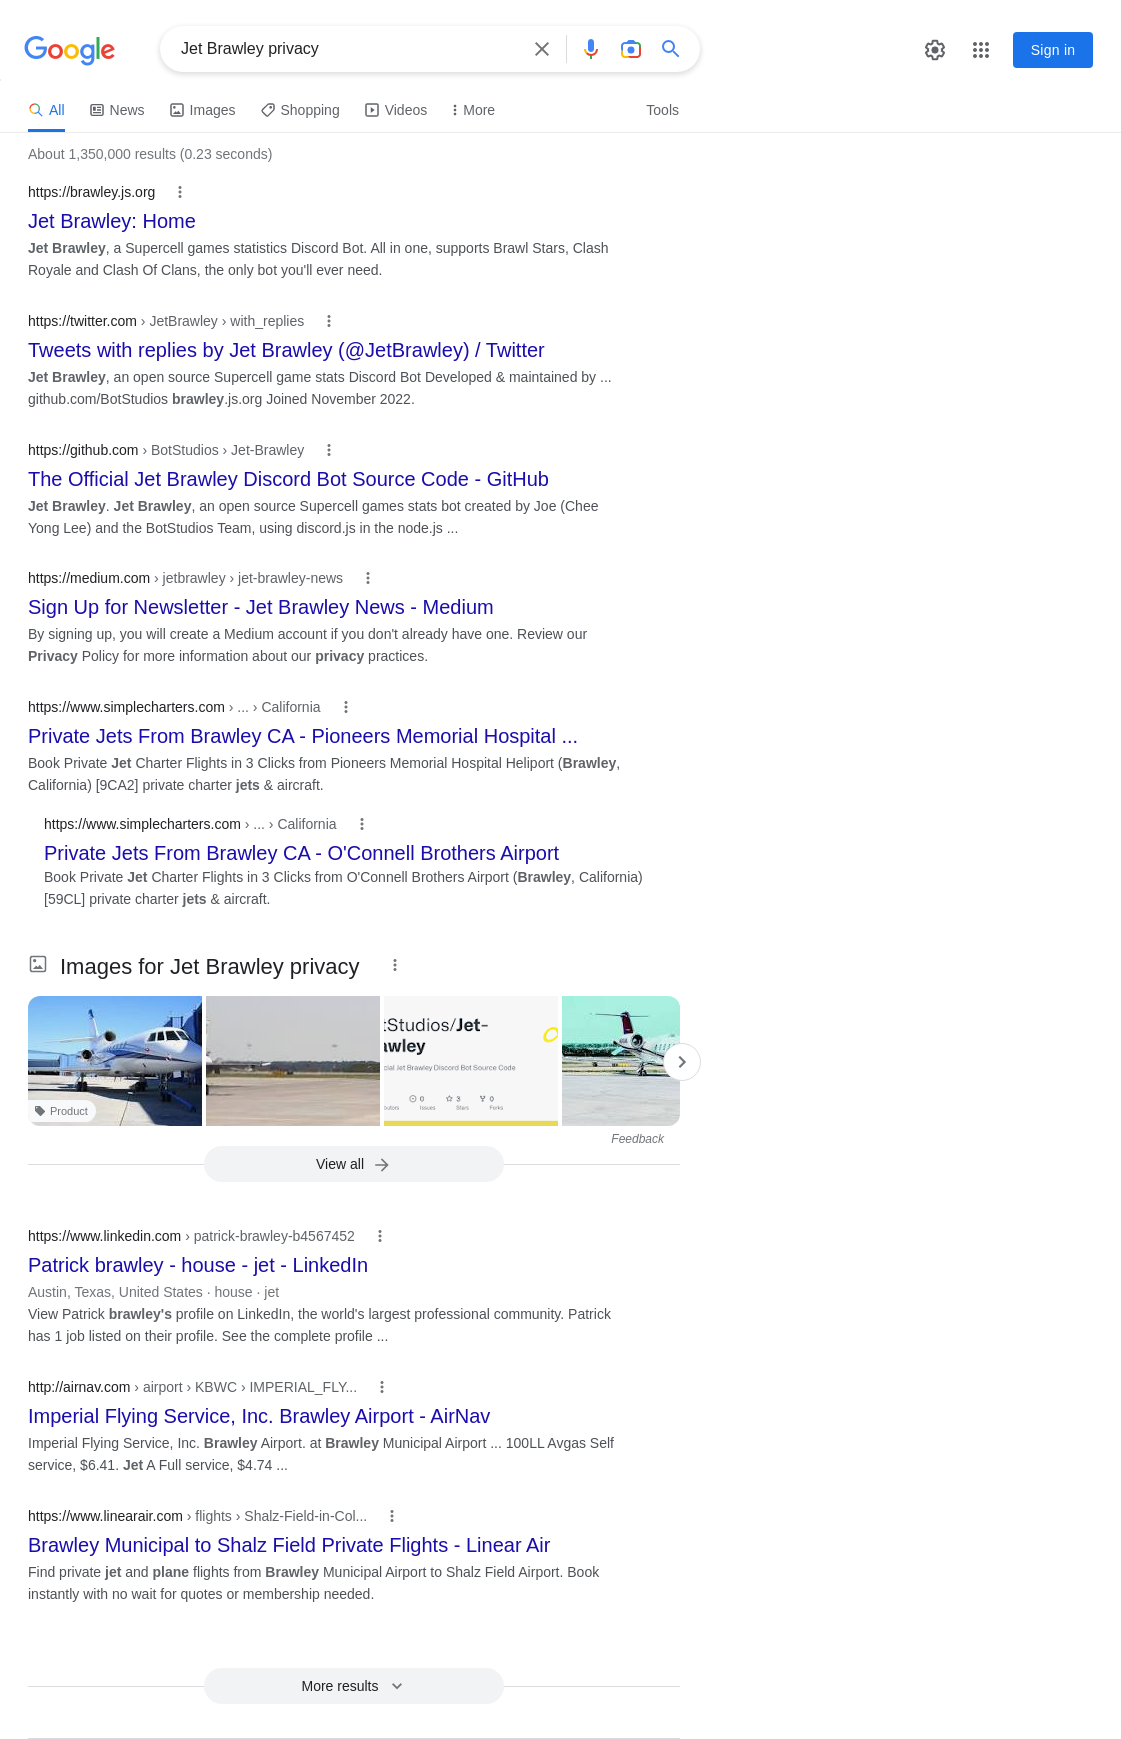 Google
Jet Brawley privacy
Sign in
All
News
Images
Shopping
Videos
More
Tools
About 1,350,000 results (0.23 seconds)
https://brawley.js.org
Jet Brawley: Home
Jet Brawley, a Supercell games statistics Discord Bot. All in one, supports Brawl Stars, Clash
Royale and Clash Of Clans, the only bot you'll ever need.
https://twitter.com › JetBrawley › with_replies
Tweets with replies by Jet Brawley (@JetBrawley) / Twitter
Jet Brawley, an open source Supercell game stats Discord Bot Developed & maintained by ...
github.com/BotStudios brawley.js.org Joined November 2022.
https://github.com › BotStudios › Jet-Brawley
The Official Jet Brawley Discord Bot Source Code - GitHub
Jet Brawley. Jet Brawley, an open source Supercell games stats bot created by Joe (Chee
Yong Lee) and the BotStudios Team, using discord.js in the node.js ...
https://medium.com › jetbrawley › jet-brawley-news
Sign Up for Newsletter - Jet Brawley News - Medium
By signing up, you will create a Medium account if you don't already have one. Review our
Privacy Policy for more information about our privacy practices.
https://www.simplecharters.com › ... › California
Private Jets From Brawley CA - Pioneers Memorial Hospital ...
Book Private Jet Charter Flights in 3 Clicks from Pioneers Memorial Hospital Heliport (Brawley,
California) [9CA2] private charter jets & aircraft.
https://www.simplecharters.com › ... › California
Private Jets From Brawley CA - O'Connell Brothers Airport
Book Private Jet Charter Flights in 3 Clicks from O'Connell Brothers Airport (Brawley, California)
[59CL] private charter jets & aircraft.
Images for Jet Brawley privacy
Product
tStudios/Jet-
awley
cial Jet Brawley Discord Bot Source Code
0
3
0
butors
Issues
Stars
Forks
Feedback
View all
https://www.linkedin.com › patrick-brawley-b4567452
Patrick brawley - house - jet - LinkedIn
Austin, Texas, United States · house · jet
View Patrick brawley's profile on LinkedIn, the world's largest professional community. Patrick
has 1 job listed on their profile. See the complete profile ...
http://airnav.com › airport › KBWC › IMPERIAL_FLY...
Imperial Flying Service, Inc. Brawley Airport - AirNav
Imperial Flying Service, Inc. Brawley Airport. at Brawley Municipal Airport ... 100LL Avgas Self
service, $6.41. Jet A Full service, $4.74 ...
https://www.linearair.com › flights › Shalz-Field-in-Col...
Brawley Municipal to Shalz Field Private Flights - Linear Air
Find private jet and plane flights from Brawley Municipal Airport to Shalz Field Airport. Book
instantly with no wait for quotes or membership needed.
More results